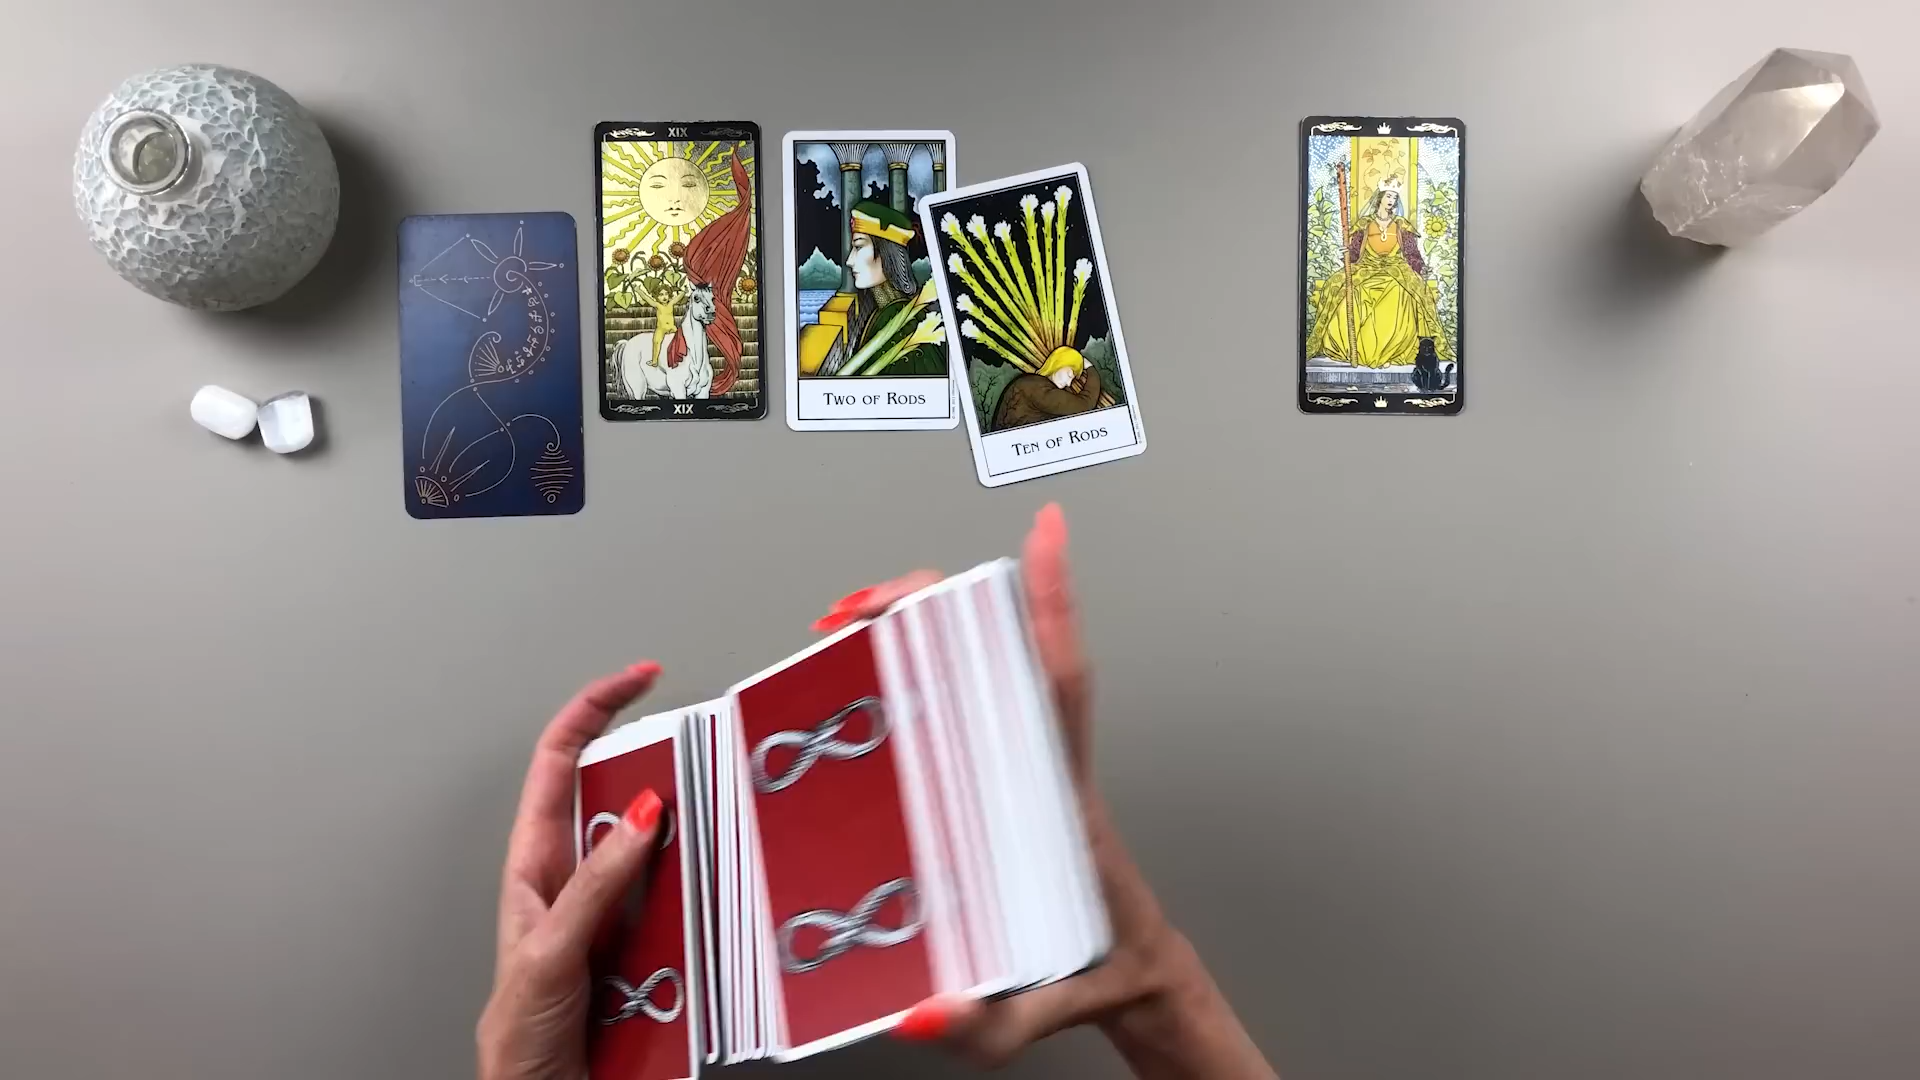 XIX
XIX
TWO OF RODS
TEN OF RODS